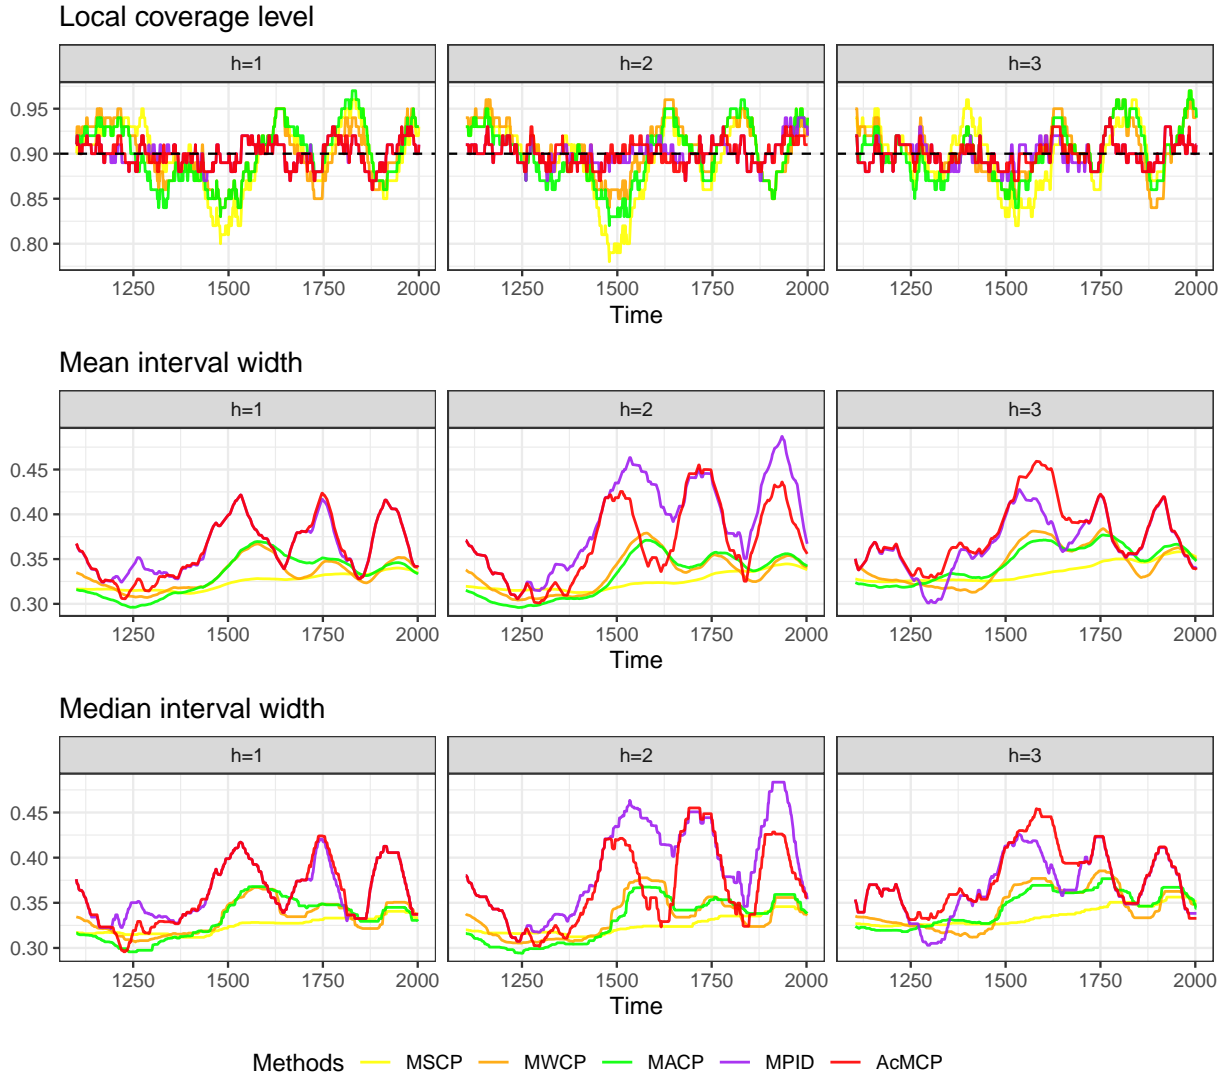 Local coverage level
h=1 h=2 h=3
0.95
0.90
0.85
0.80
1250 1500 1750 2000 1250 1500 1750 2000 1250 1500 1750 2000
Time
Mean interval width
h=1 h=2 h=3
0.45
0.40
0.35
0.30
1250 1500 1750 2000 1250 1500 1750 2000 1250 1500 1750 2000
Time
Median interval width
h=1 h=2 h=3
0.45
0.40
0.35
0.30
1250 1500 1750 2000 1250 1500 1750 2000 1250 1500 1750 2000
Time
Methods MSCP MWCP MACP MPID AcMCP